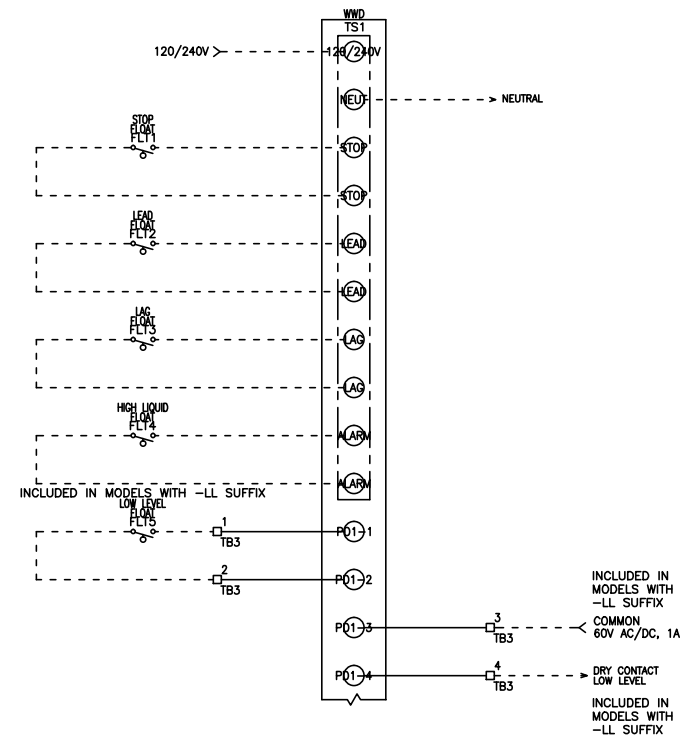 WWD
TS1
120/240V
120/240V
NEUT
NEUTRAL
STOP
FLOAT
FLT1
STOP
STOP
LEAD
FLOAT
FLT2
LEAD
LEAD
LAG
FLOAT
FLT3
LAG
LAG
HIGH LIQUID
FLOAT
FLT4
ALARM
ALARM
INCLUDED IN MODELS WITH -LL SUFFIX
LOW LEVEL
FLOAT
FLT5
1
TB3
PD1-1
2
TB3
PD1-2
INCLUDED IN
MODELS WITH
-LL SUFFIX
PD1-3
3
TB3
COMMON
60V AC/DC, 1A
PD1-4
4
TB3
DRY CONTACT
LOW LEVEL
INCLUDED IN
MODELS WITH
-LL SUFFIX